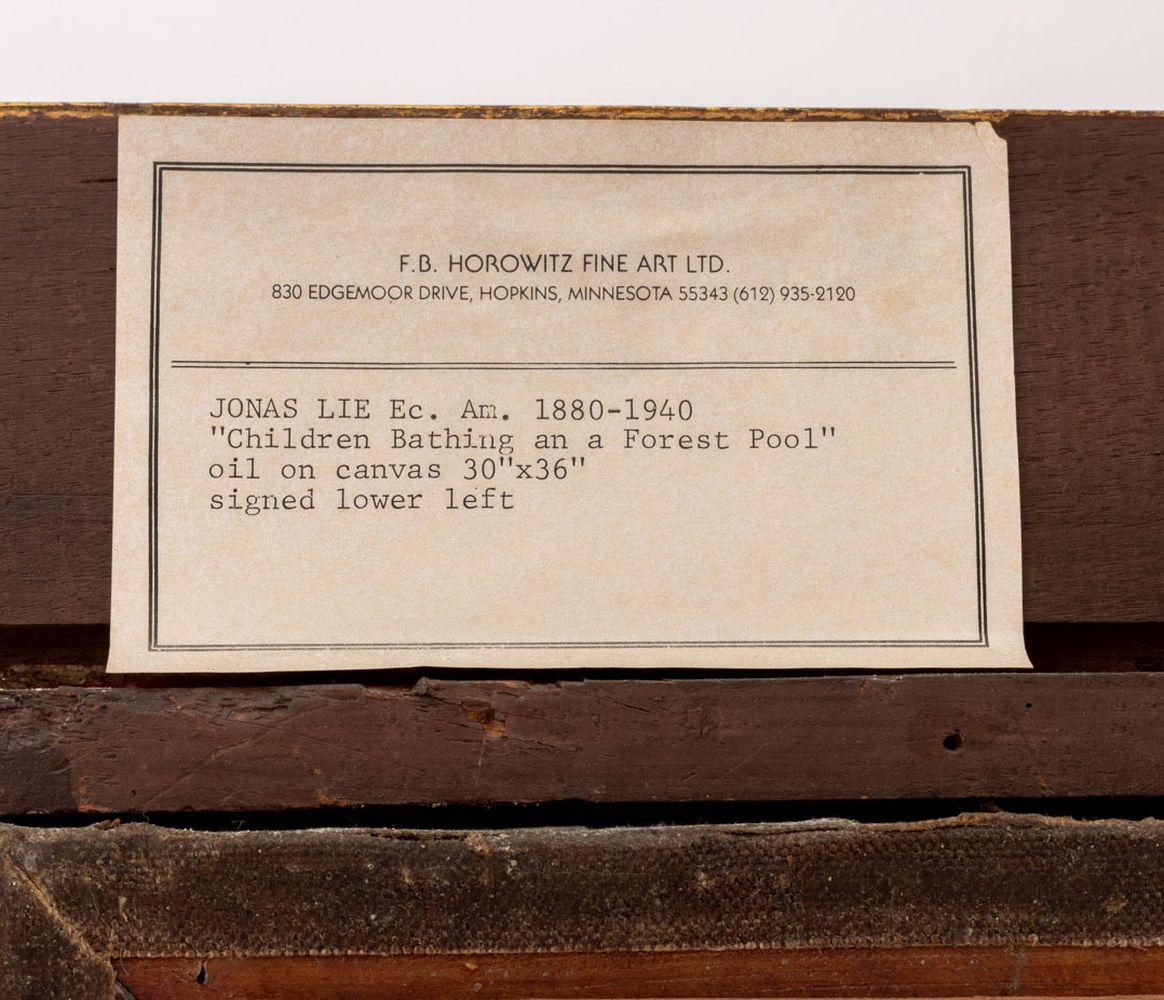 F.B. HOROWITZ FINE ART LTD.
830 EDGEMOOR DRIVE, HOPKINS, MINNESOTA 55343 (612) 935-2120
JONAS LIE Ec. Am. 1880-1940
"Children Bathing an a Forest Pool"
oil on canvas 30"x36"
signed lower left